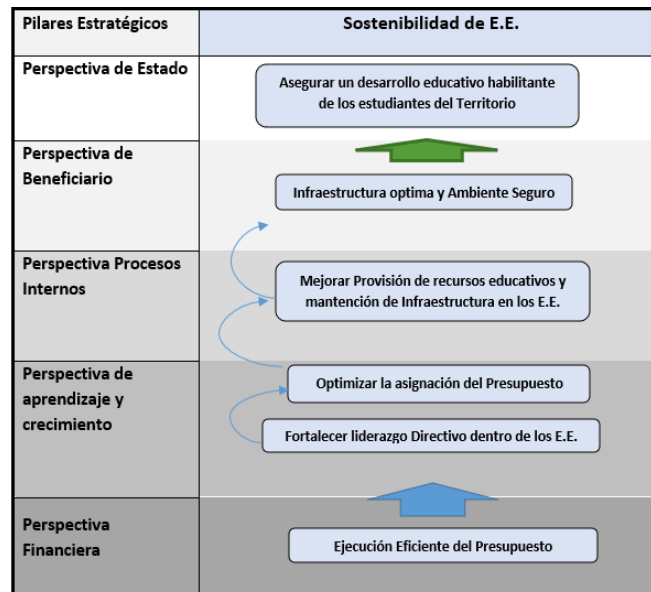 Pilares Estratégicos
Sostenibilidad de E.E.
Perspectiva de Estado
Asegurar un desarrollo educativo habilitante
de los estudiantes del Territorio
Perspectiva de
Beneficiario
Infraestructura optima y Ambiente Seguro
Perspectiva Procesos
Internos
Mejorar Provisión de recursos educativos y
mantención de Infraestructura en los E.E.
Perspectiva de
aprendizaje y
crecimiento
Optimizar la asignación del Presupuesto
Fortalecer liderazgo Directivo dentro de los E.E.
Perspectiva
Financiera
Ejecución Eficiente del Presupuesto